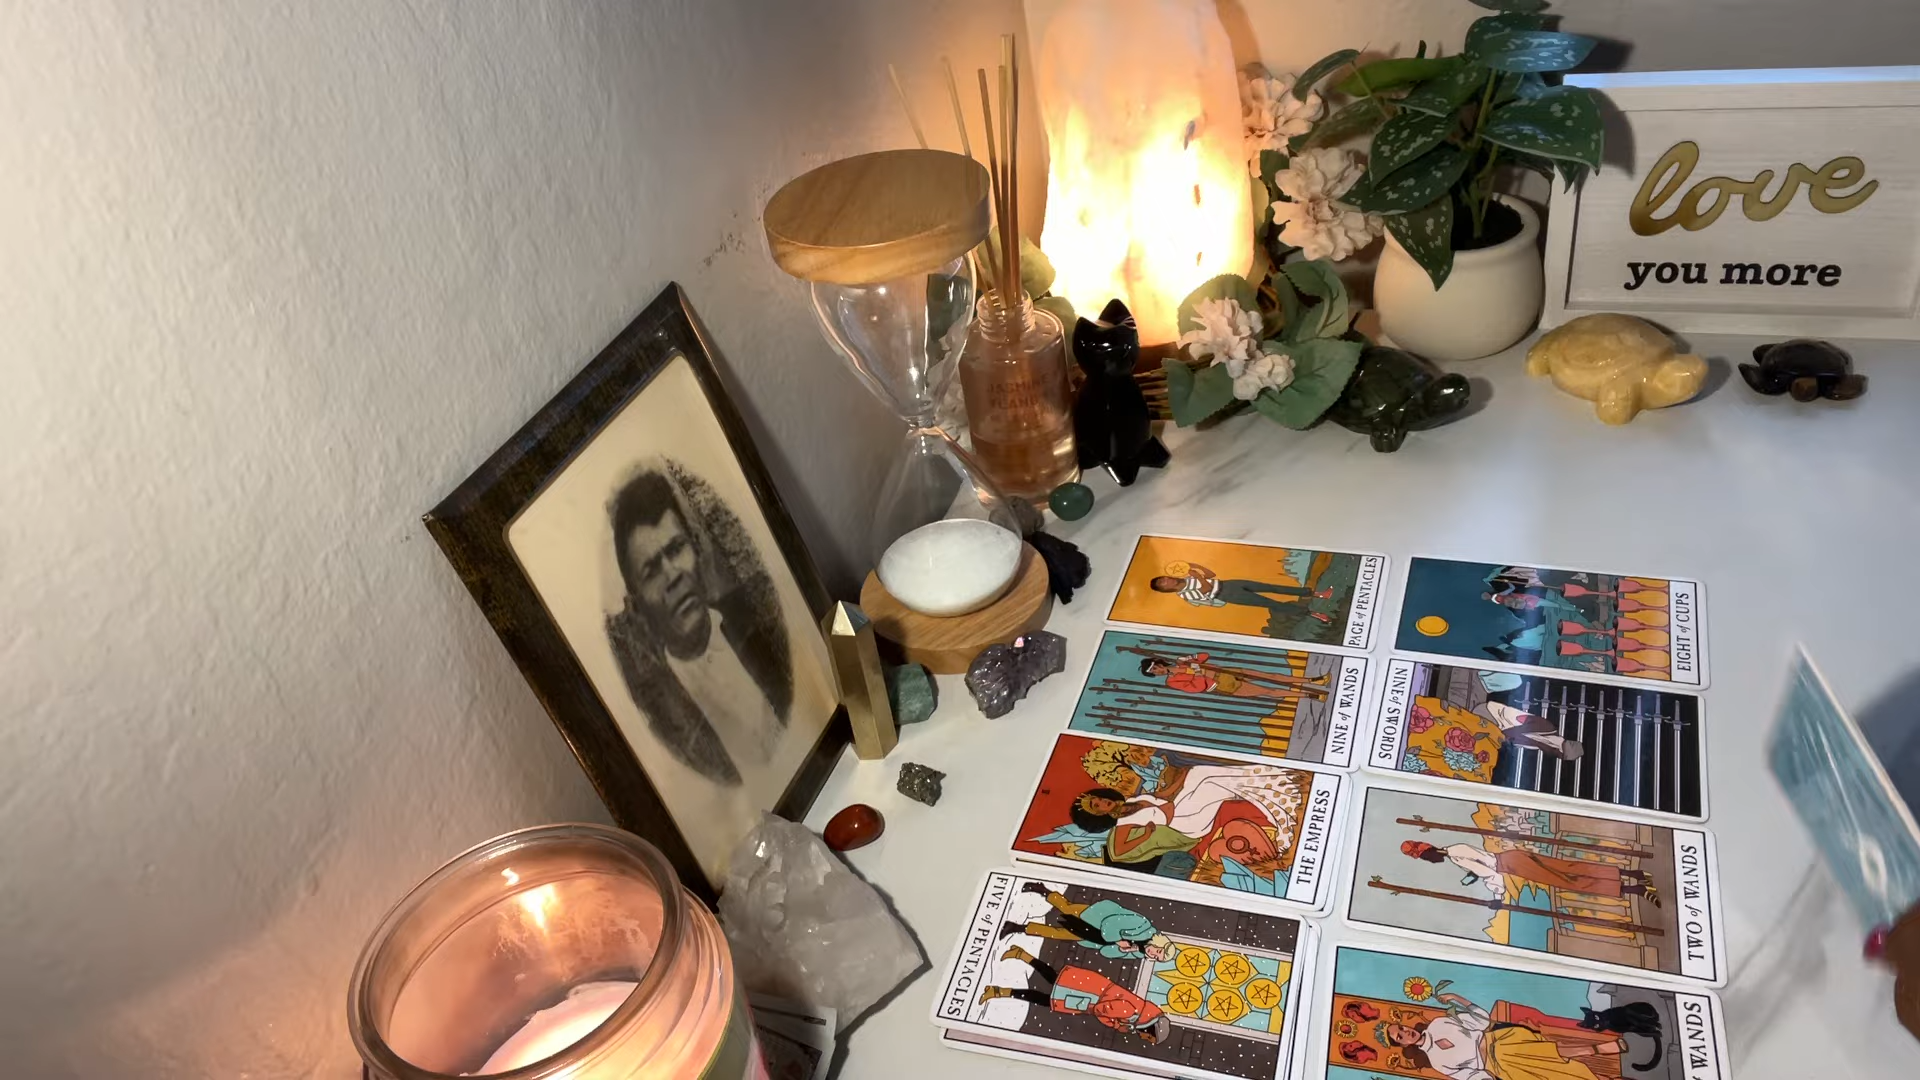 love
you more
JASMINE
PAGE of PENTACLES
EIGHT of CUPS
NINE of WANDS
NINE of SWORDS
THE EMPRESS
TWO of WANDS
FIVE of PENTACLES
WANDS